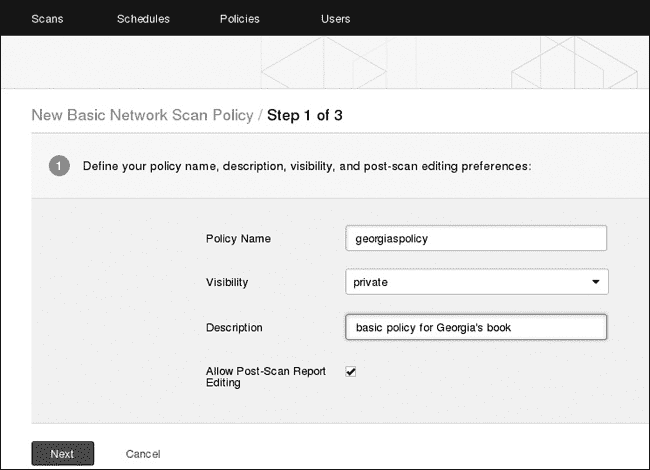 Scans Schedules Policies Users
New Basic Network Scan Policy / Step 1 of 3
1 Define your policy name, description, visibility, and post-scan editing preferences:
Policy Name georgiaspolicy
Visibility private
Description basic policy for Georgia's book
Allow Post-Scan Report
Editing
Next Cancel